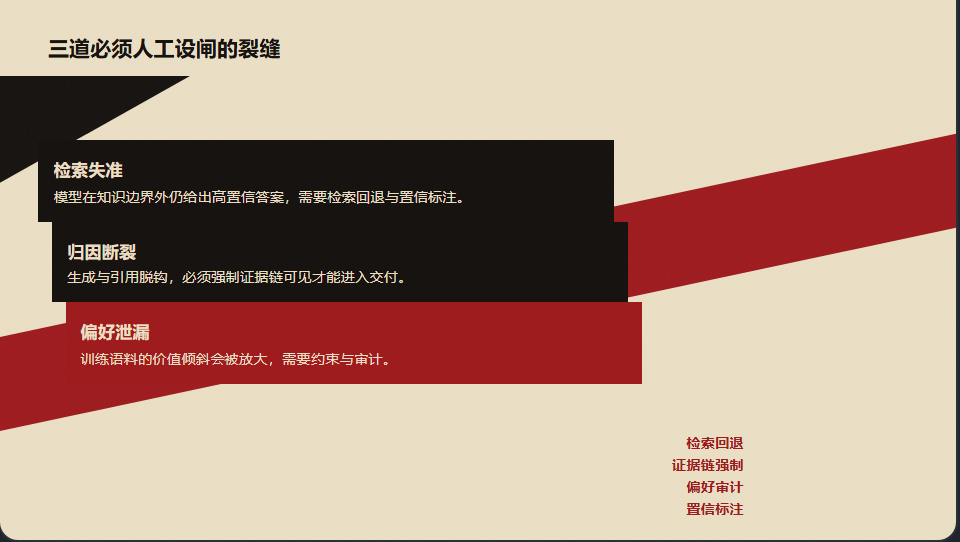 三道必须人工设闸的裂缝
检索失准
模型在知识边界外仍给出高置信答案，需要检索回退与置信标注。
归因断裂
生成与引用脱钩，必须强制证据链可见才能进入交付。
偏好泄漏
训练语料的价值倾斜会被放大，需要约束与审计。
检索回退
证据链强制
偏好审计
置信标注